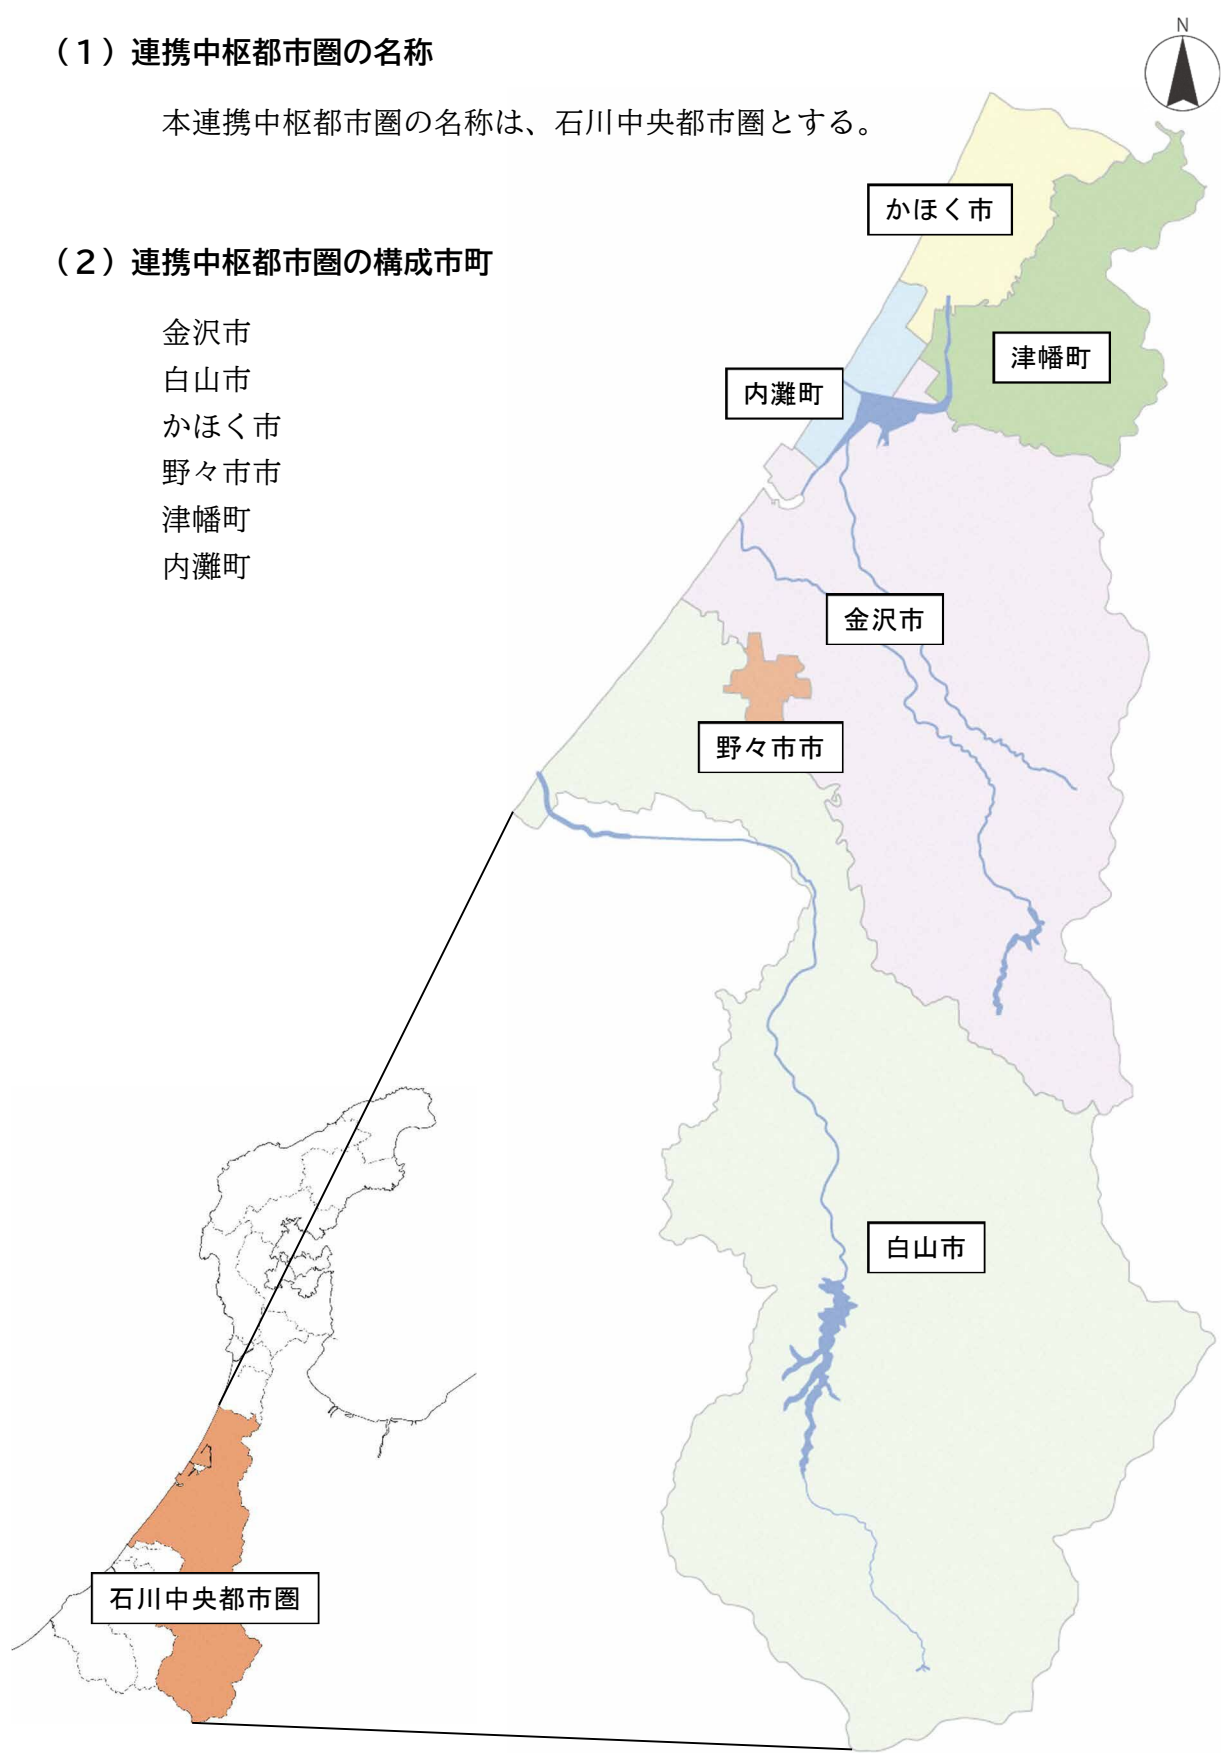 （１）連携中枢都市圏の名称
本連携中枢都市圏の名称は、石川中央都市圏とする。
（２）連携中枢都市圏の構成市町
金沢市
白山市
かほく市
野々市市
津幡町
内灘町
N
かほく市
津幡町
内灘町
金沢市
野々市市
白山市
石川中央都市圏